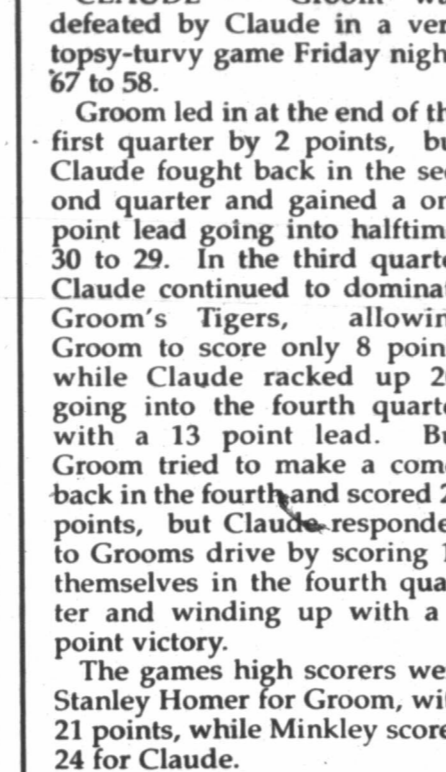 CLAUDE Groom
defeated by Claude in a ver
topsy-turvy game Friday nigh
67 to 58.
Groom led in at the end of th
first quarter by 2 points, bu
Claude fought back in the sec
ond quarter and gained a on
point lead going into halftim
30 to 29. In the third quarte
Claude continued to dominat
Groom's Tigers, allowin
Groom to score only 8 poin
while Claude racked up 2
going into the fourth quarte
with a 13 point lead. Bu
Groom tried to make a com
back in the fourth and scored 2
points, but Claude responde
to Grooms drive by scoring 1
themselves in the fourth qua
ter and winding up with a
point victory.
The games high scorers we
Stanley Homer for Groom, wi
21 points, while Minkley score
24 for Claude.